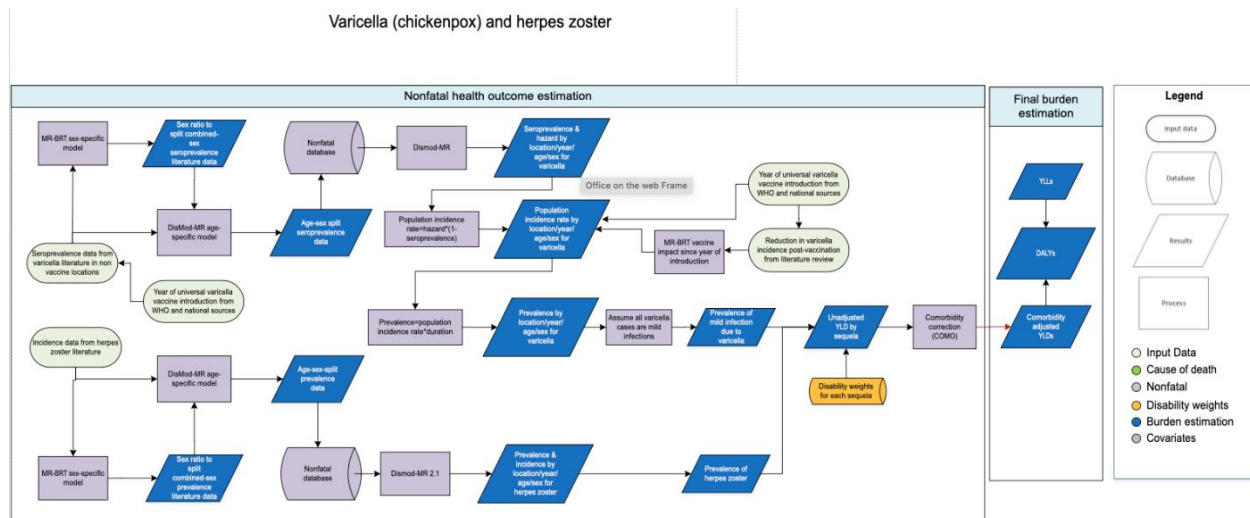 Varicella (chickenpox) and herpes zoster
Nonfatal health outcome estimation
MR-BRT sex-specific
model
Sex ratio to
split combined-
sex
seroprevalence
literature data
Nonfatal
database
Dismod-MR
Seroprevalence &
hazard by
location/year/
age/sex for
varicella
Office on the web Frame
Seroprevalence data from
varicella literature in non
vaccine locations
DisMod-MR age-
specific model
Age-sex split
seroprevalence
data
Population incidence
rate=hazard*(1-
seroprevalence)
Population
incidence rate by
location/year/
age/sex for
varicella
Year of universal varicella
vaccine introduction from
WHO and national sources
MR-BRT vaccine
impact since year of
introduction
Reduction in varicella
incidence post-vaccination
from literature review
Year of universal varicella
vaccine introduction from
WHO and national sources
Prevalence=population
incidence rate*duration
Prevalence by
location/year/
age/sex for
varicella
Assume all varicella
cases are mild
infections
Prevalence of
mild infection
due to
varicella
Unadjusted
YLD by
sequela
Comorbidity
correction
(COMO)
Disability weights
for each sequela
Incidence data from herpes
zoster literature
DisMod-MR age-
specific model
Age-sex-split
prevalence
data
MR-BRT sex-specific
model
Sex ratio to
split
combined-sex
prevalence
literature data
Nonfatal
database
Dismod-MR 2.1
Prevalence &
Incidence by
location/year/
age/sex for
herpes zoster
Prevalence of
herpes zoster
Final burden
estimation
YLLs
DALYs
Comorbidity
adjusted
YLDs
Legend
Input data
Database
Results
Process
Input Data
Cause of death
Nonfatal
Disability weights
Burden estimation
Covariates